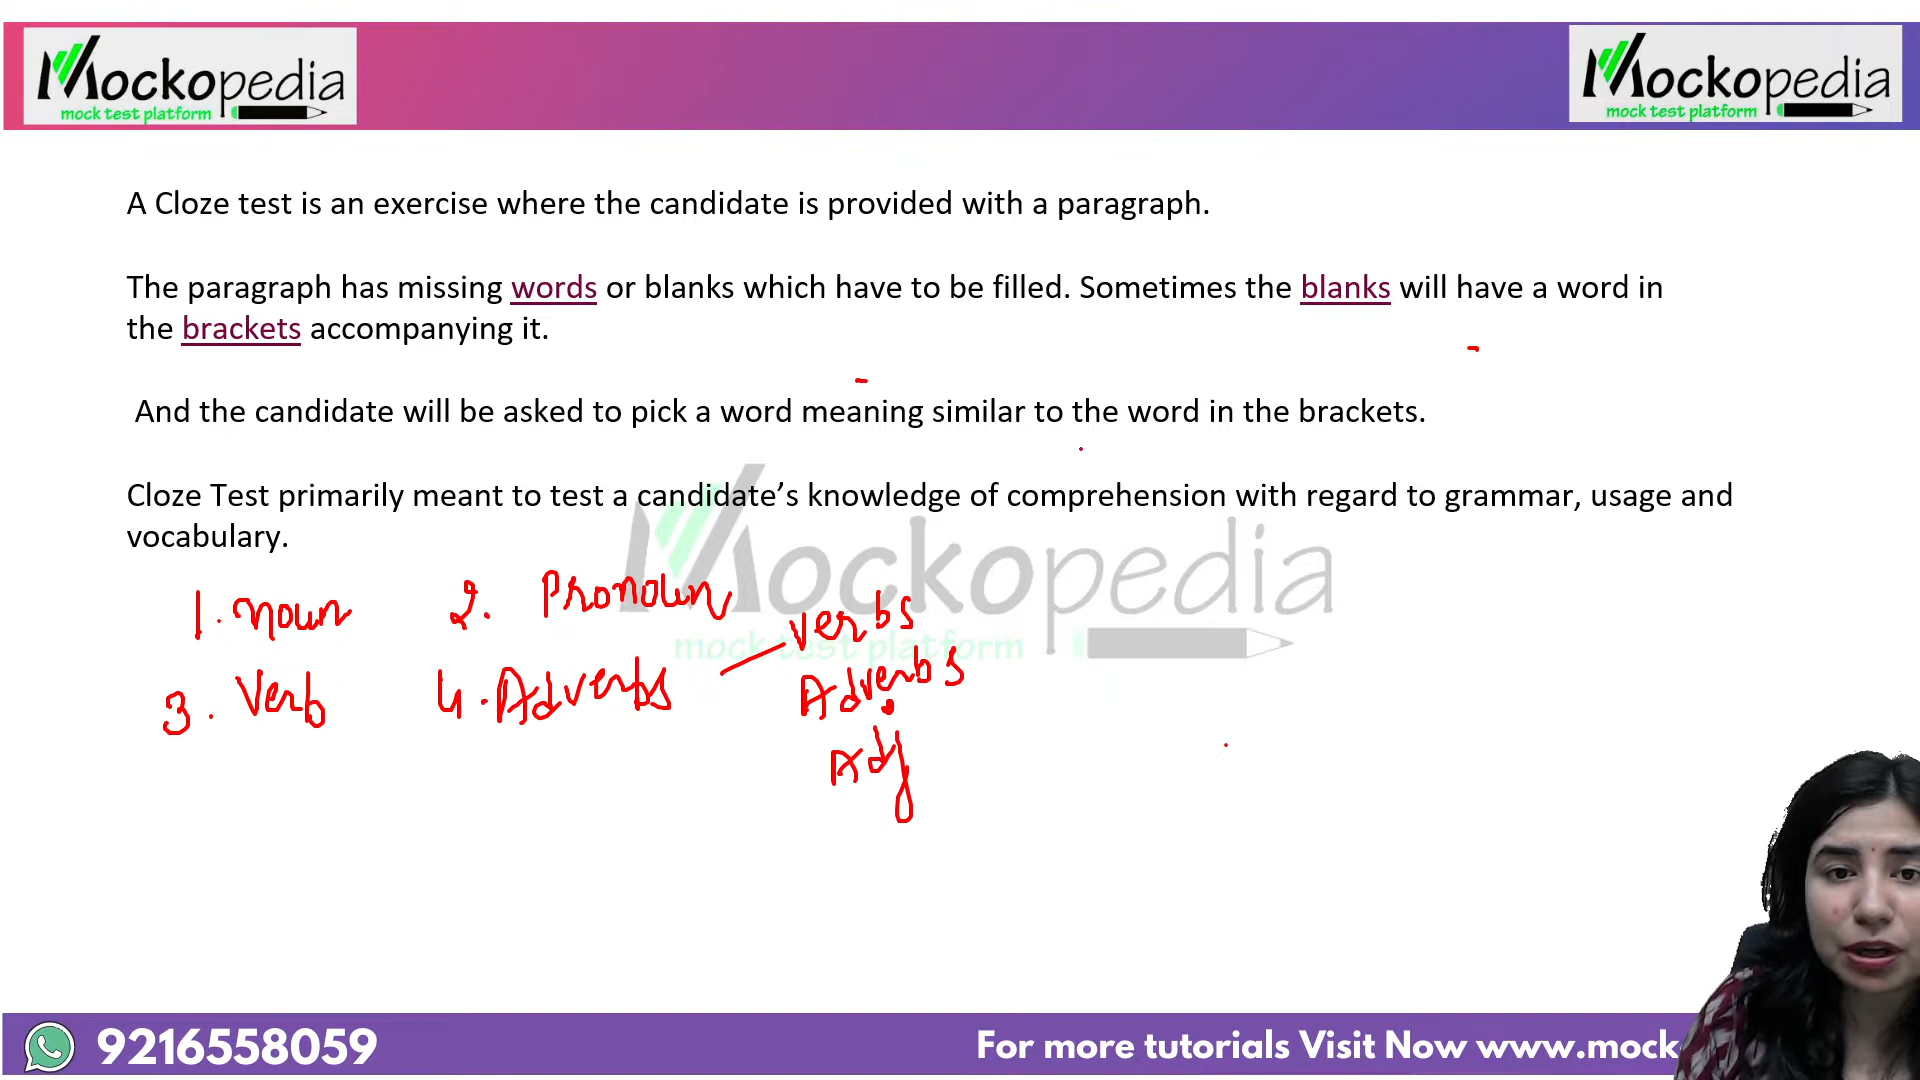 Mockopedia
mock test platform
Mockopedia
mock test platform
A Cloze test is an exercise where the candidate is provided with a paragraph.
The paragraph has missing words or blanks which have to be filled. Sometimes the blanks will have a word in
the brackets accompanying it.
And the candidate will be asked to pick a word meaning similar to the word in the brackets.
Cloze Test primarily meant to test a candidate’s knowledge of comprehension with regard to grammar, usage and
vocabulary.
Mockopedia
mock test platform
1. Noun 2. Pronoun
3. Verb 4. Adverbs
verbs
Adverbs
Adj
9216558059
For more tutorials Visit Now www.mock